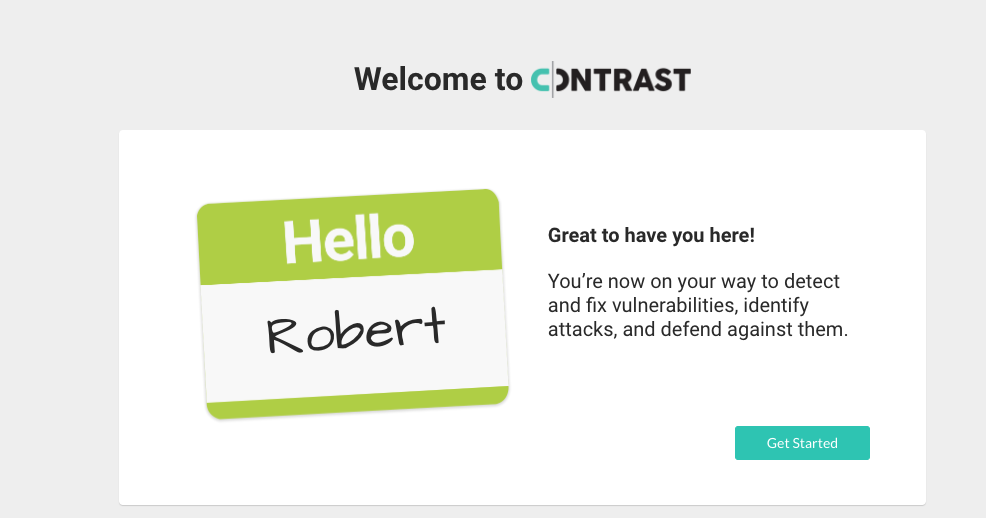 Welcome to CONTRAST
Hello
Robert
Great to have you here!
You’re now on your way to detect
and fix vulnerabilities, identify
attacks, and defend against them.
Get Started